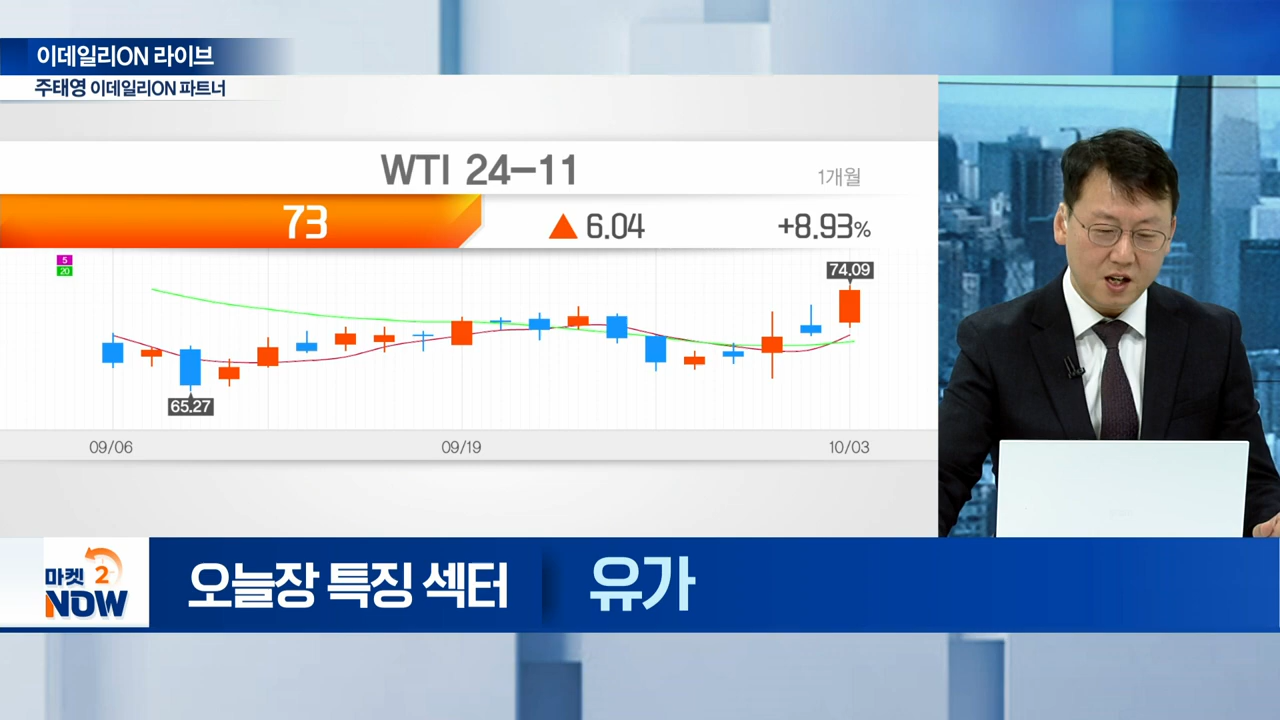 이데일리ON 라이브
주태영 이데일리ON 파트너
WTI 24-11
1개월
73
▲ 6.04
+8.93%
5
20
74.09
65.27
09/06
09/19
10/03
마켓 2
NOW
오늘장 특징 섹터
유가